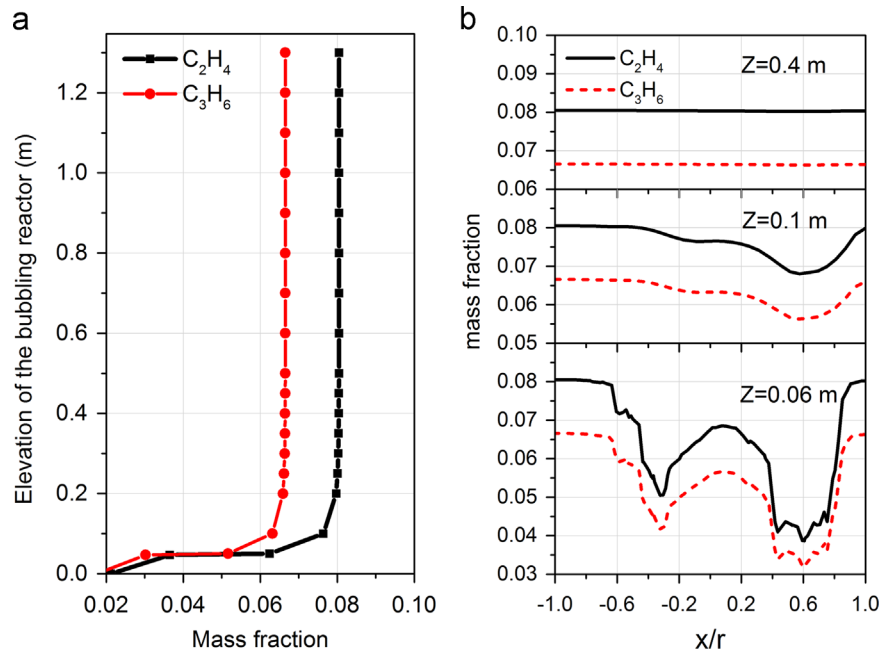 a
C₂H₄
C₃H₆
Elevation of the bubbling reactor (m)
1.2
1.0
0.8
0.6
0.4
0.2
0.0
0.02 0.04 0.06 0.08 0.10
Mass fraction
b
C₂H₄
C₃H₆
Z=0.4 m
0.10
0.09
0.08
0.07
0.06
Z=0.1 m
0.08
0.07
0.06
0.05
Z=0.06 m
0.08
0.07
0.06
0.05
0.04
0.03
mass fraction
-1.0 -0.6 -0.2 0.2 0.6 1.0
x/r